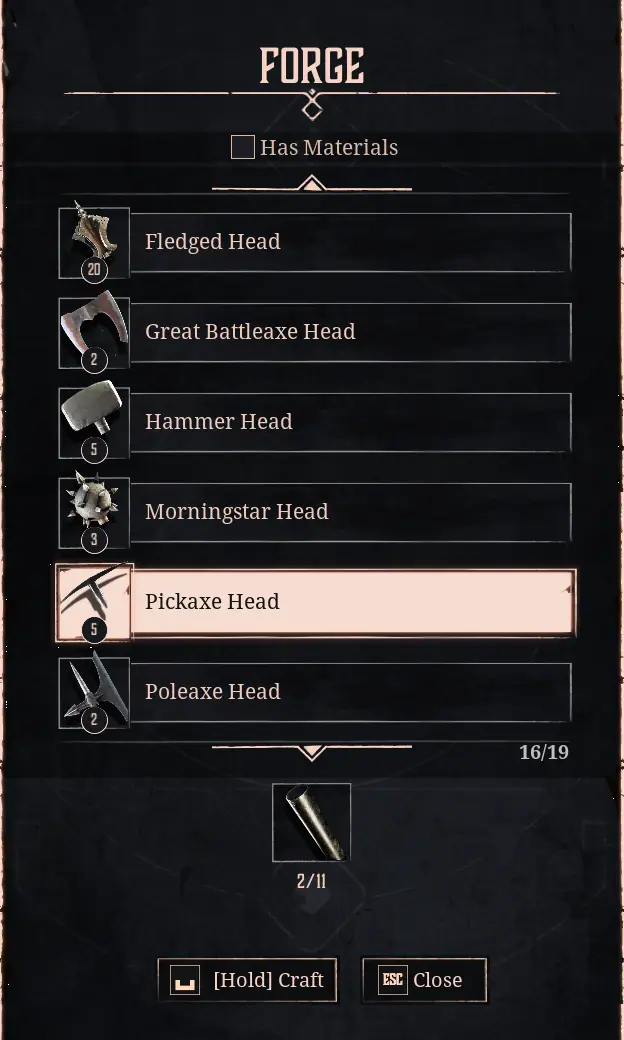 FORGE
Has Materials
Fledged Head
20
Great Battleaxe Head
2
Hammer Head
5
Morningstar Head
3
Pickaxe Head
5
Poleaxe Head
2
16/19
2/11
[Hold] Craft
ESC Close